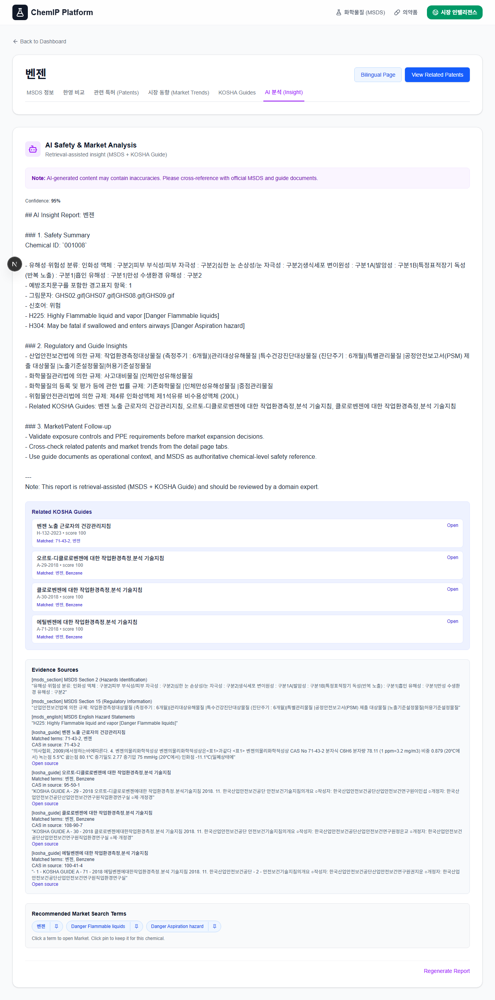 ChemIP Platform
화학물질 (MSDS)
의약품
시장 인텔리전스
Back to Dashboard
벤젠
Bilingual Page
View Related Patents
MSDS 정보
한영 비교
관련 특허 (Patents)
시장 동향 (Market Trends)
KOSHA Guides
AI 분석 (Insight)
AI Safety & Market Analysis
Retrieval-assisted insight (MSDS + KOSHA Guide)
Note: AI-generated content may contain inaccuracies. Please cross-reference with official MSDS and guide documents.
Confidence: 95%
## AI Insight Report: 벤젠
### 1. Safety Summary
Chemical ID: `001008`
N
- 유해성·위험성 분류: 인화성 액체 : 구분2|피부 부식성/피부 자극성 : 구분2|심한 눈 손상성/눈 자극성 : 구분2|생식세포 변이원성 : 구분1A|발암성 : 구분1B|특정표적장기 독성
(반복 노출) : 구분1|흡인 유해성 : 구분1|만성 수생환경 유해성 : 구분2
- 예방조치문구를 포함한 경고표지 항목: 1
- 그림문자: GHS02.gif|GHS07.gif|GHS08.gif|GHS09.gif
- 신호어: 위험
- H225: Highly Flammable liquid and vapor [Danger Flammable liquids]
- H304: May be fatal if swallowed and enters airways [Danger Aspiration hazard]
### 2. Regulatory and Guide Insights
- 산업안전보건법에 의한 규제: 작업환경측정대상물질 (측정주기 : 6개월)|관리대상유해물질 |특수건강진단대상물질 (진단주기 : 6개월)|특별관리물질 |공정안전보고서(PSM) 제
출 대상물질 |노출기준설정물질|허용기준설정물질
- 화학물질관리법에 의한 규제: 사고대비물질 |인체만성유해성물질
- 화학물질의 등록 및 평가 등에 관한 법률 규제: 기존화학물질 |인체만성유해성물질 |중점관리물질
- 위험물안전관리법에 의한 규제: 제4류 인화성액체 제1석유류 비수용성액체 (200L)
- Related KOSHA Guides: 벤젠 노출 근로자의 건강관리지침, 오르토-디클로로벤젠에 대한 작업환경측정,분석 기술지침, 클로로벤젠에 대한 작업환경측정,분석 기술지침
### 3. Market/Patent Follow-up
- Validate exposure controls and PPE requirements before market expansion decisions.
- Cross-check related patents and market trends from the detail page tabs.
- Use guide documents as operational context, and MSDS as authoritative chemical-level safety reference.
---
Note: This report is retrieval-assisted (MSDS + KOSHA Guide) and should be reviewed by a domain expert.
Related KOSHA Guides
벤젠 노출 근로자의 건강관리지침
Open
H-132-2023 • score 100
Matched: 71-43-2, 벤젠
오르토-디클로로벤젠에 대한 작업환경측정,분석 기술지침
Open
A-29-2018 • score 100
Matched: 벤젠, Benzene
클로로벤젠에 대한 작업환경측정,분석 기술지침
Open
A-30-2018 • score 100
Matched: 벤젠, Benzene
에틸벤젠에 대한 작업환경측정,분석 기술지침
Open
A-71-2018 • score 100
Matched: 벤젠, Benzene
Evidence Sources
[msds_section] MSDS Section 2 (Hazards Identification)
"유해성·위험성 분류: 인화성 액체 : 구분2|피부 부식성/피부 자극성 : 구분2|심한 눈 손상성/눈 자극성 : 구분2|생식세포 변이원성 : 구분1A|발암성 : 구분1B|특정표적장기 독성(반복 노출) : 구분1|흡인 유해성 : 구분1|만성 수생환
경 유해성 : 구분2"
[msds_section] MSDS Section 15 (Regulatory Information)
"산업안전보건법에 의한 규제: 작업환경측정대상물질 (측정주기 : 6개월)|관리대상유해물질 |특수건강진단대상물질 (진단주기 : 6개월)|특별관리물질 |공정안전보고서(PSM) 제출 대상물질 |노출기준설정물질|허용기준설정물질"
[msds_english] MSDS English Hazard Statements
"H225: Highly Flammable liquid and vapor [Danger Flammable liquids]"
[kosha_guide] 벤젠 노출 근로자의 건강관리지침
Matched terms: 71-43-2, 벤젠
CAS in source: 71-43-2
"의사협회, 2009)에서정하는바에따른다. 4. 벤젠의물리화학적성상 벤젠의물리화학적성상은<표1>과같다 <표1> 벤젠의물리화학적성상 CAS No 71-43-2 분자식 C6H6 분자량 78.11 (1 ppm=3.2 mg/m3) 비중 0.879 (20℃에
서) 녹는점 5.5℃ 끓는점 80.1℃ 증기밀도 2.77 증기압 75 mmHg (20℃에서) 인화점 -11.1℃(밀폐상태에"
Open source
[kosha_guide] 오르토-디클로로벤젠에 대한 작업환경측정,분석 기술지침
Matched terms: 벤젠, Benzene
CAS in source: 95-50-1
"KOSHA GUIDE A - 29 - 2018 오르토-디클로로벤젠에대한 작업환경측정.분석기술지침 2018. 11. 한국산업안전보건공단 안전보건기술지침의개요 ○작성자: 한국산업안전보건공단산업안전보건연구원이인섭 ○개정자: 한국산
업안전보건공단산업안전보건연구원직업환경연구실 ○제·개정경"
Open source
[kosha_guide] 클로로벤젠에 대한 작업환경측정,분석 기술지침
Matched terms: 벤젠, Benzene
CAS in source: 108-90-7
"KOSHA GUIDE A - 30 - 2018 클로로벤젠에대한작업환경측정.분석 기술지침 2018. 11. 한국산업안전보건공단 안전보건기술지침의개요 ○작성자: 한국산업안전보건공단산업안전보건연구원정은교 ○개정자: 한국산업안전보건
공단산업안전보건연구원직업환경연구실 ○제·개정경"
Open source
[kosha_guide] 에틸벤젠에 대한 작업환경측정,분석 기술지침
Matched terms: 벤젠, Benzene
CAS in source: 100-41-4
"- 1 - KOSHA GUIDE A - 71 - 2018 에틸벤젠에대한작업환경측정.분석 기술지침 2018. 11. 한국산업안전보건공단 - 2 - 안전보건기술지침의개요 ○작성자: 한국산업안전보건공단산업안전보건연구원권지운 ○개정자: 한국산업
안전보건공단산업안전보건연구원직업환경연구실"
Open source
Recommended Market Search Terms
벤젠
Danger Flammable liquids
Danger Aspiration hazard
Click a term to open Market. Click pin to keep it for this chemical.
Regenerate Report